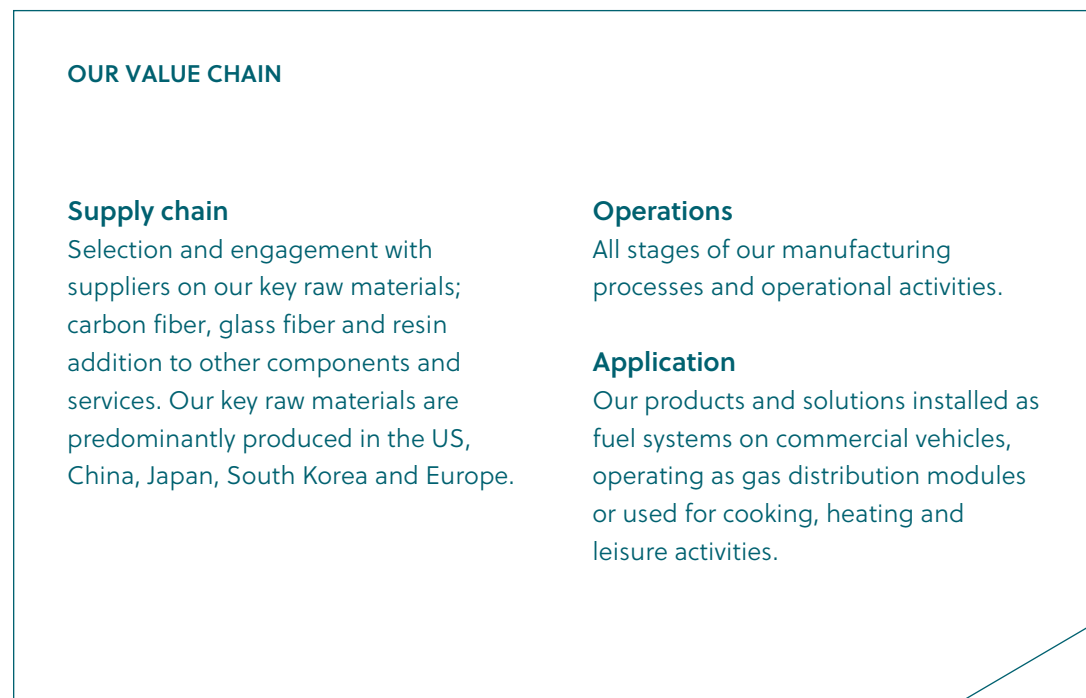 OUR VALUE CHAIN
Supply chain
Selection and engagement with
suppliers on our key raw materials;
carbon fiber, glass fiber and resin
addition to other components and
services. Our key raw materials are
predominantly produced in the US,
China, Japan, South Korea and Europe.
Operations
All stages of our manufacturing
processes and operational activities.
Application
Our products and solutions installed as
fuel systems on commercial vehicles,
operating as gas distribution modules
or used for cooking, heating and
leisure activities.